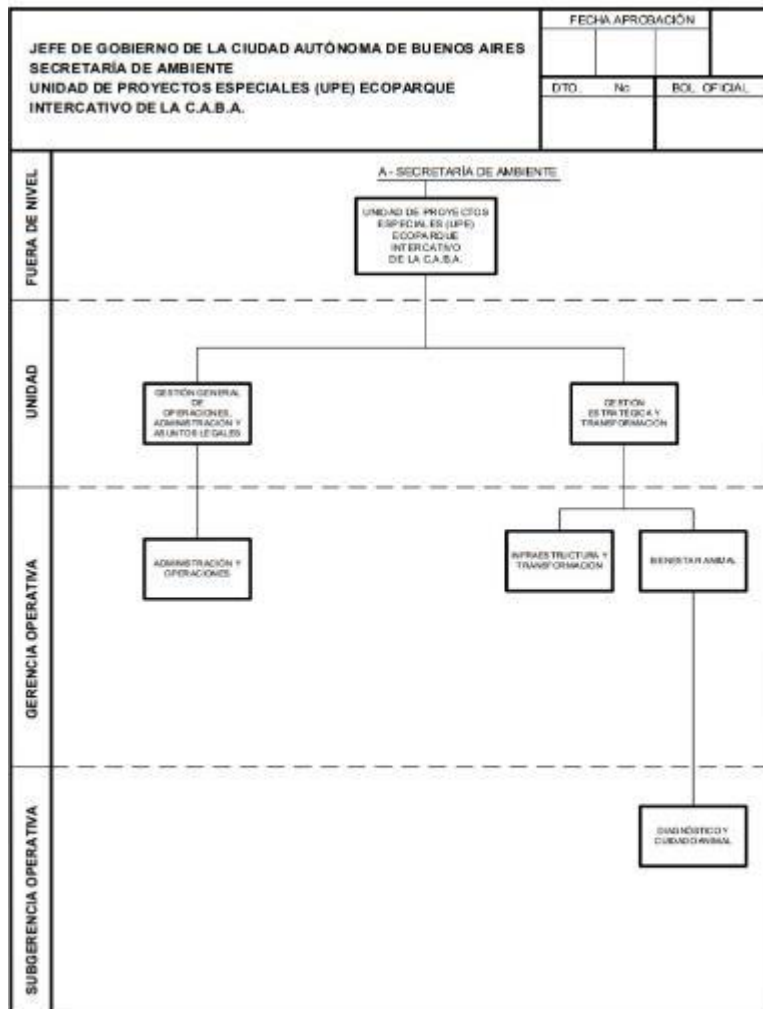 JEFE DE GOBIERNO DE LA CIUDAD AUTÓNOMA DE BUENOS AIRES
SECRETARÍA DE AMBIENTE
UNIDAD DE PROYECTOS ESPECIALES (UPE) ECOPARQUE
INTERCATIVO DE LA C.A.B.A.
FECHA APROBACIÓN
DTO. No BOL. OFICIAL
FUERA DE NIVEL
A - SECRETARÍA DE AMBIENTE
UNIDAD DE PROYECTOS
ESPECIALES (UPE)
ECOPARQUE
INTERCATIVO
DE LA C.A.B.A.
UNIDAD
GESTIÓN GENERAL
DE
OPERACIONES,
ADMINISTRACIÓN Y
ASUNTOS LEGALES
GESTIÓN
ESTRATÉGICA Y
TRANSFORMACIÓN
GERENCIA OPERATIVA
ADMINISTRACIÓN Y
OPERACIONES
INFRAESTRUCTURA Y
TRANSFORMACIÓN
BIENESTAR ANIMAL
SUBGERENCIA OPERATIVA
DIAGNÓSTICO Y
CUIDADO ANIMAL